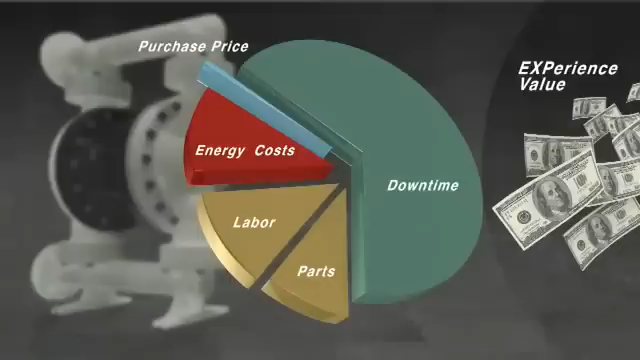 Purchase Price
EXPerience
Value
Energy Costs
Downtime
Labor
Parts